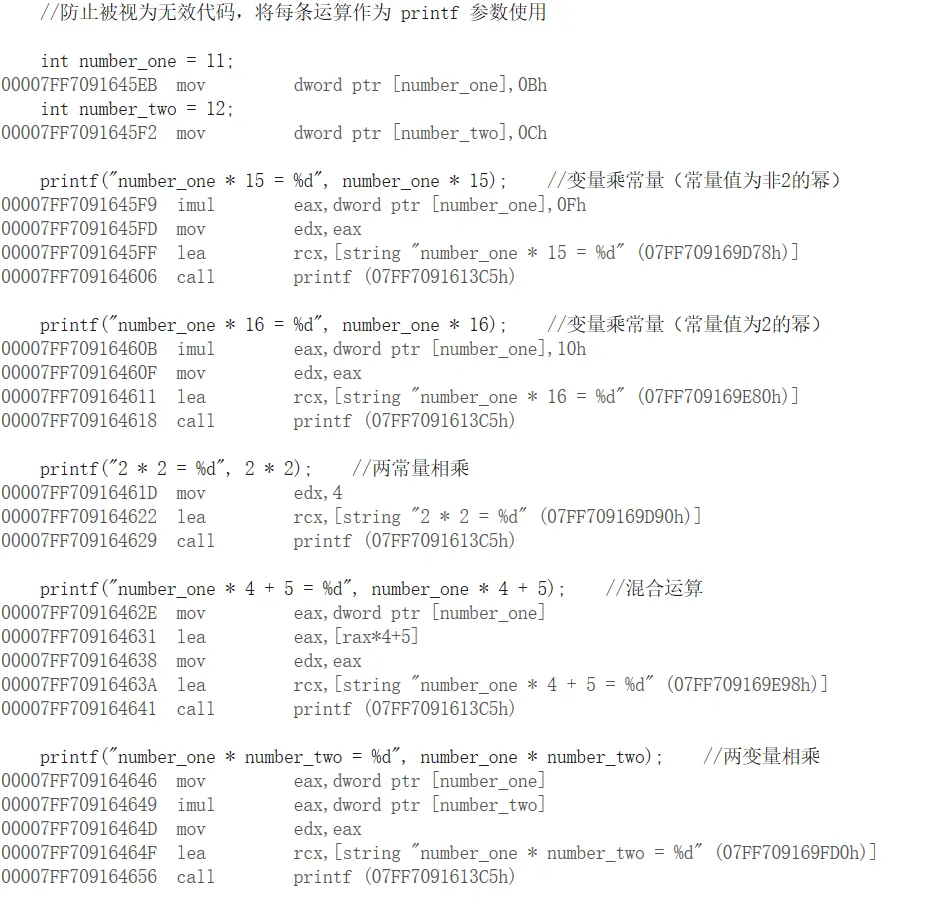 //防止被视为无效代码，将每条运算作为 printf 参数使用
int number_one = 11;
00007FF7091645EB mov dword ptr [number_one],0Bh
int number_two = 12;
00007FF7091645F2 mov dword ptr [number_two],0Ch
printf("number_one * 15 = %d", number_one * 15); //变量乘常量（常量值为非2的幂）
00007FF7091645F9 imul eax,dword ptr [number_one],0Fh
00007FF7091645FD mov edx,eax
00007FF7091645FF lea rcx,[string "number_one * 15 = %d" (07FF709169D78h)]
00007FF709164606 call printf (07FF7091613C5h)
printf("number_one * 16 = %d", number_one * 16); //变量乘常量（常量值为2的幂）
00007FF70916460B imul eax,dword ptr [number_one],10h
00007FF70916460F mov edx,eax
00007FF709164611 lea rcx,[string "number_one * 16 = %d" (07FF709169E80h)]
00007FF709164618 call printf (07FF7091613C5h)
printf("2 * 2 = %d", 2 * 2); //两常量相乘
00007FF70916461D mov edx,4
00007FF709164622 lea rcx,[string "2 * 2 = %d" (07FF709169D90h)]
00007FF709164629 call printf (07FF7091613C5h)
printf("number_one * 4 + 5 = %d", number_one * 4 + 5); //混合运算
00007FF70916462E mov eax,dword ptr [number_one]
00007FF709164631 lea eax,[rax*4+5]
00007FF709164638 mov edx,eax
00007FF70916463A lea rcx,[string "number_one * 4 + 5 = %d" (07FF709169E98h)]
00007FF709164641 call printf (07FF7091613C5h)
printf("number_one * number_two = %d", number_one * number_two); //两变量相乘
00007FF709164646 mov eax,dword ptr [number_one]
00007FF709164649 imul eax,dword ptr [number_two]
00007FF70916464D mov edx,eax
00007FF70916464F lea rcx,[string "number_one * number_two = %d" (07FF709169FD0h)]
00007FF709164656 call printf (07FF7091613C5h)